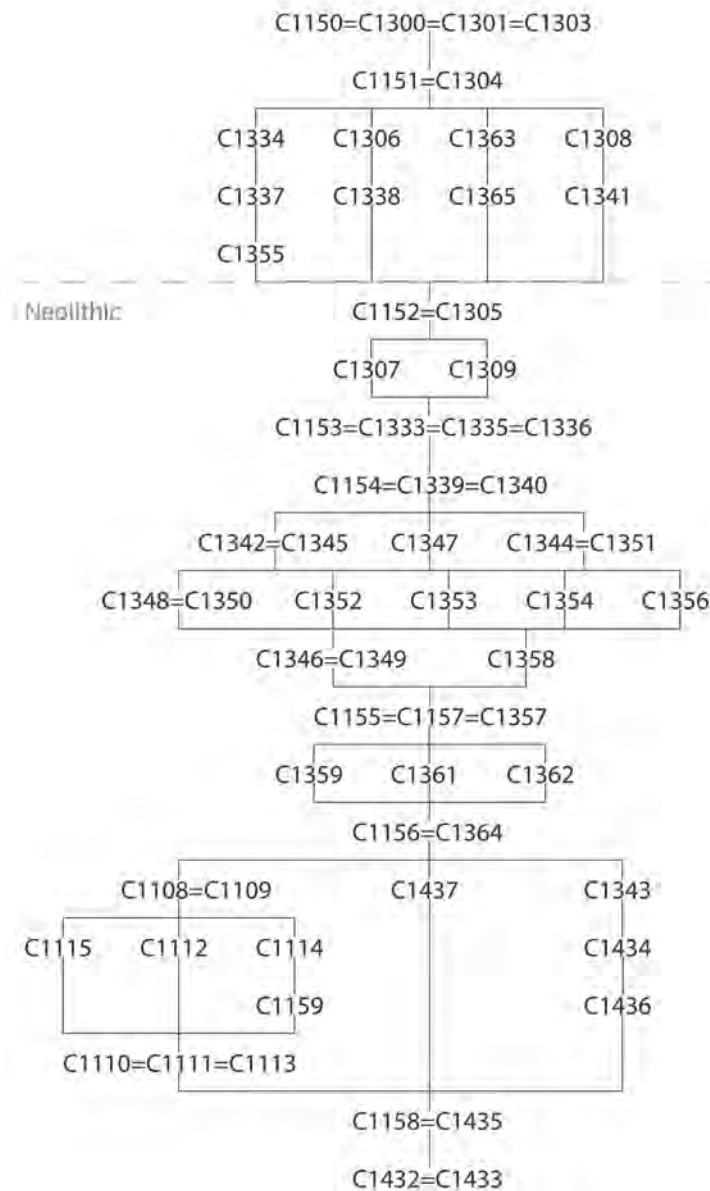 C1150=C1300=C1301=C1303
C1151=C1304
C1334 C1306 C1363 C1308
C1337 C1338 C1365 C1341
C1355
Neolithic
C1152=C1305
C1307 C1309
C1153=C1333=C1335=C1336
C1154=C1339=C1340
C1342=C1345 C1347 C1344=C1351
C1348=C1350 C1352 C1353 C1354 C1356
C1346=C1349 C1358
C1155=C1157=C1357
C1359 C1361 C1362
C1156=C1364
C1108=C1109 C1437 C1343
C1115 C1112 C1114 C1434
C1159 C1436
C1110=C1111=C1113
C1158=C1435
C1432=C1433